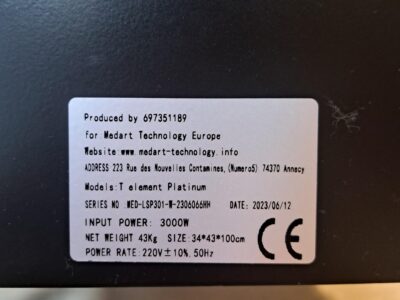 Produced by 697351189
for Medart Technology Europe
Website:www.medart-technology.info
ADDRESS 223 Rue des Nouvelles Contamines, (Numero5) 74370 Annecy
Models:T element Platinum
SERIES NO WED-LSP301-W-2306066HH DATE: 2023/06/12
INPUT POWER: 3000W
NET WEIGHT 43Kg SIZE:34*43*100cm
POWER RATE:220V±10%.50Hz
CE